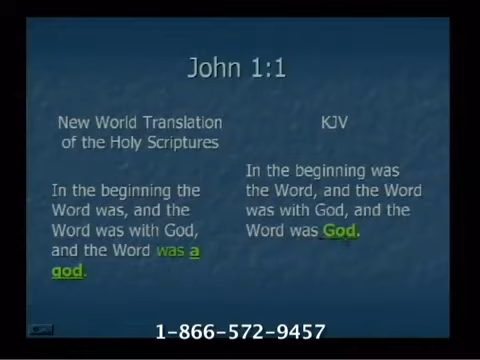 John 1:1
New World Translation
of the Holy Scriptures
In the beginning the
Word was, and the
Word was with God,
and the Word was a
god.
KJV
In the beginning was
the Word, and the Word
was with God, and the
Word was God.
1-866-572-9457